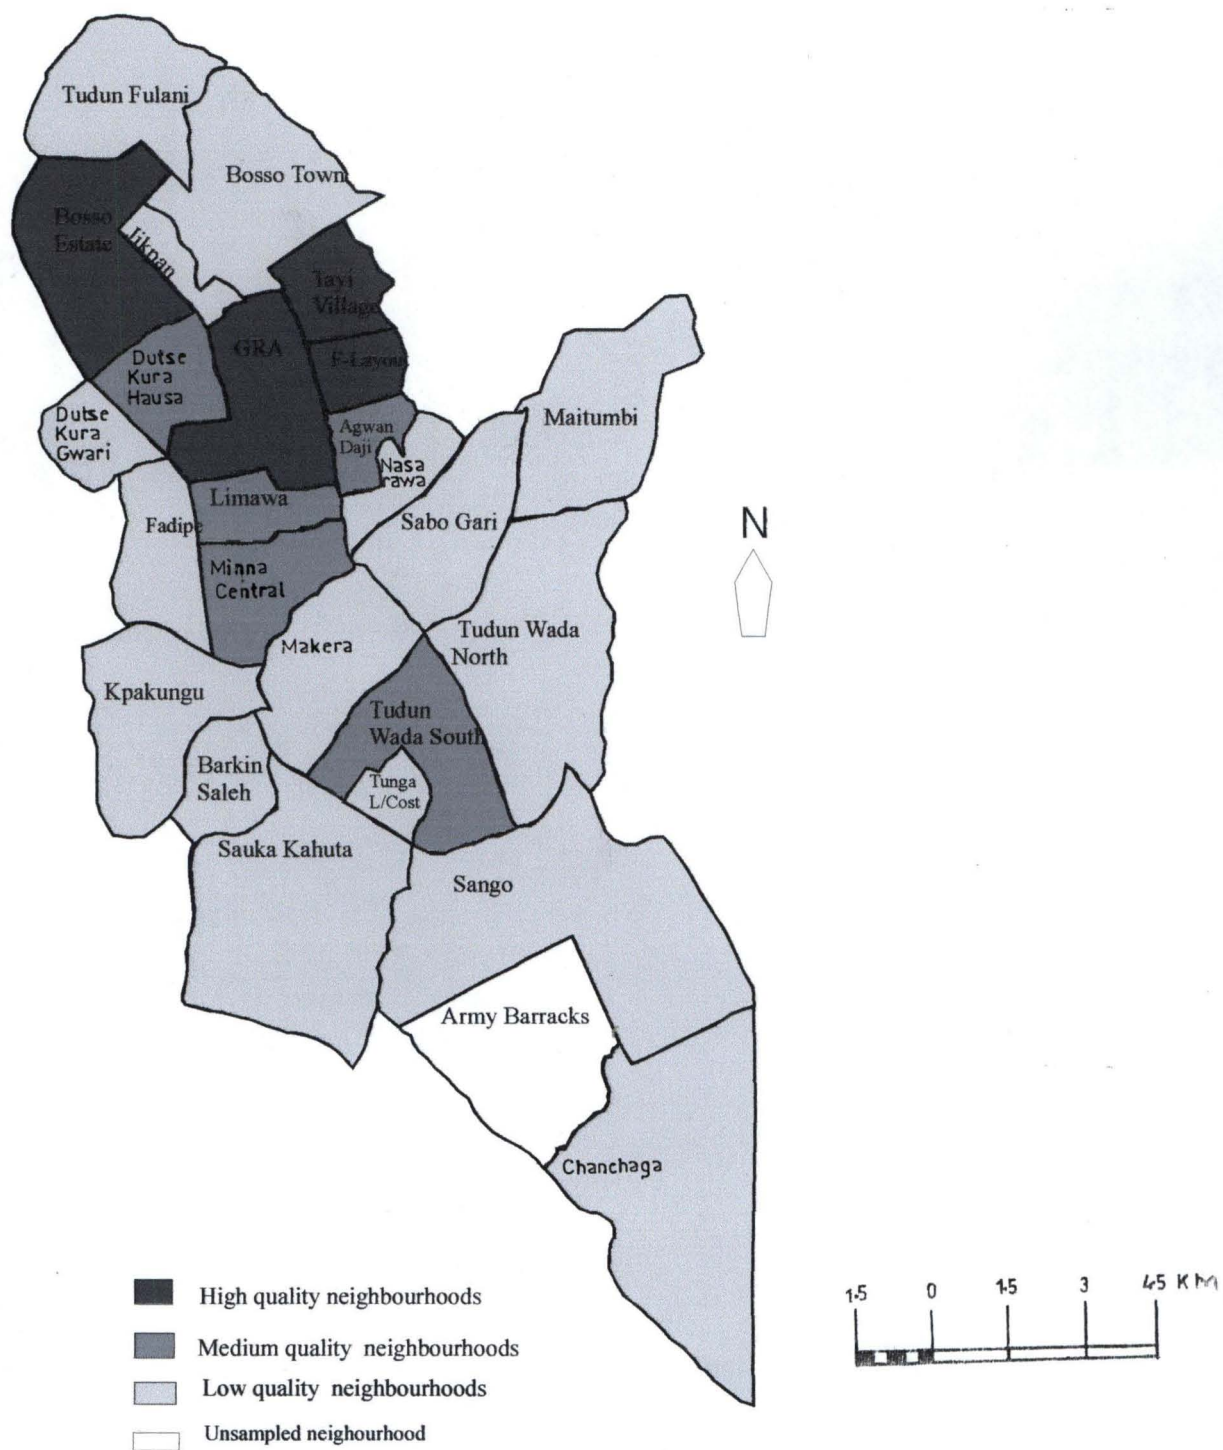 Tudun Fulani
Bosso Town
Bosso
Estate
Jikpan
Tayi
Village
GRA
F-Layout
Dutse
Kura
Hausa
Dutse
Kura
Gwari
Agwan
Daji
Nasa
rawa
Maitumbi
Limawa
Fadipe
Sabo Gari
N
Minna
Central
Makera
Tudun Wada
North
Kpakungu
Tudun
Wada South
Barkin
Saleh
Tunga
L/Cost
Sauka Kahuta
Sango
Army Barracks
Chanchaga
High quality neighbourhoods
Medium quality neighbourhoods
Low quality neighbourhoods
Unsampled neighourhood
1.5 0 1.5 3 4.5 Km